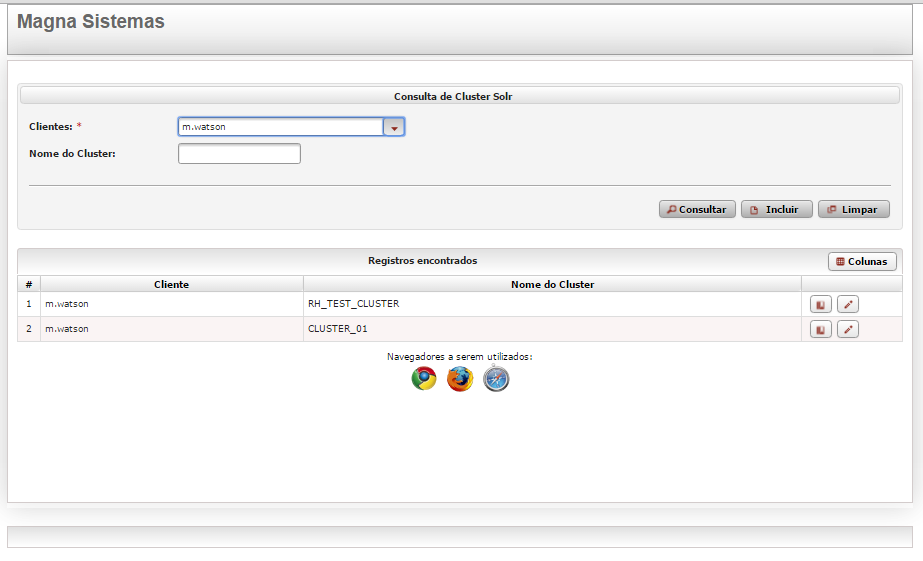 Magna Sistemas
Consulta de Cluster Solr
Clientes: * m.watson
Nome do Cluster:
Consultar Incluir Limpar
Registros encontrados Colunas
# Cliente Nome do Cluster
1 m.watson RH_TEST_CLUSTER
2 m.watson CLUSTER_01
Navegadores a serem utilizados: